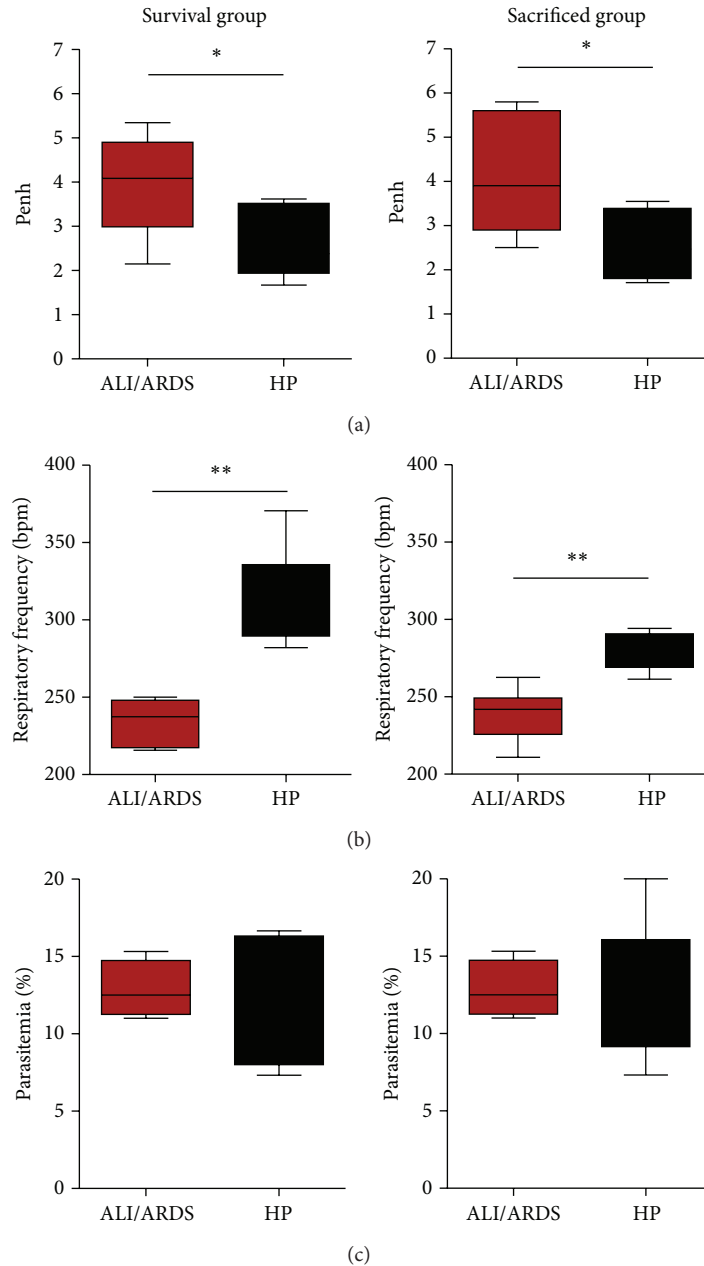 Survival group
Sacrificed group
*
*
7
6
5
4
3
2
1
0
Penh
ALI/ARDS
HP
7
6
5
4
3
2
1
0
Penh
ALI/ARDS
HP
(a)
**
400
350
300
250
200
Respiratory frequency (bpm)
ALI/ARDS
HP
**
400
350
300
250
200
Respiratory frequency (bpm)
ALI/ARDS
HP
(b)
20
15
10
5
0
Parasitemia (%)
ALI/ARDS
HP
20
15
10
5
0
Parasitemia (%)
ALI/ARDS
HP
(c)